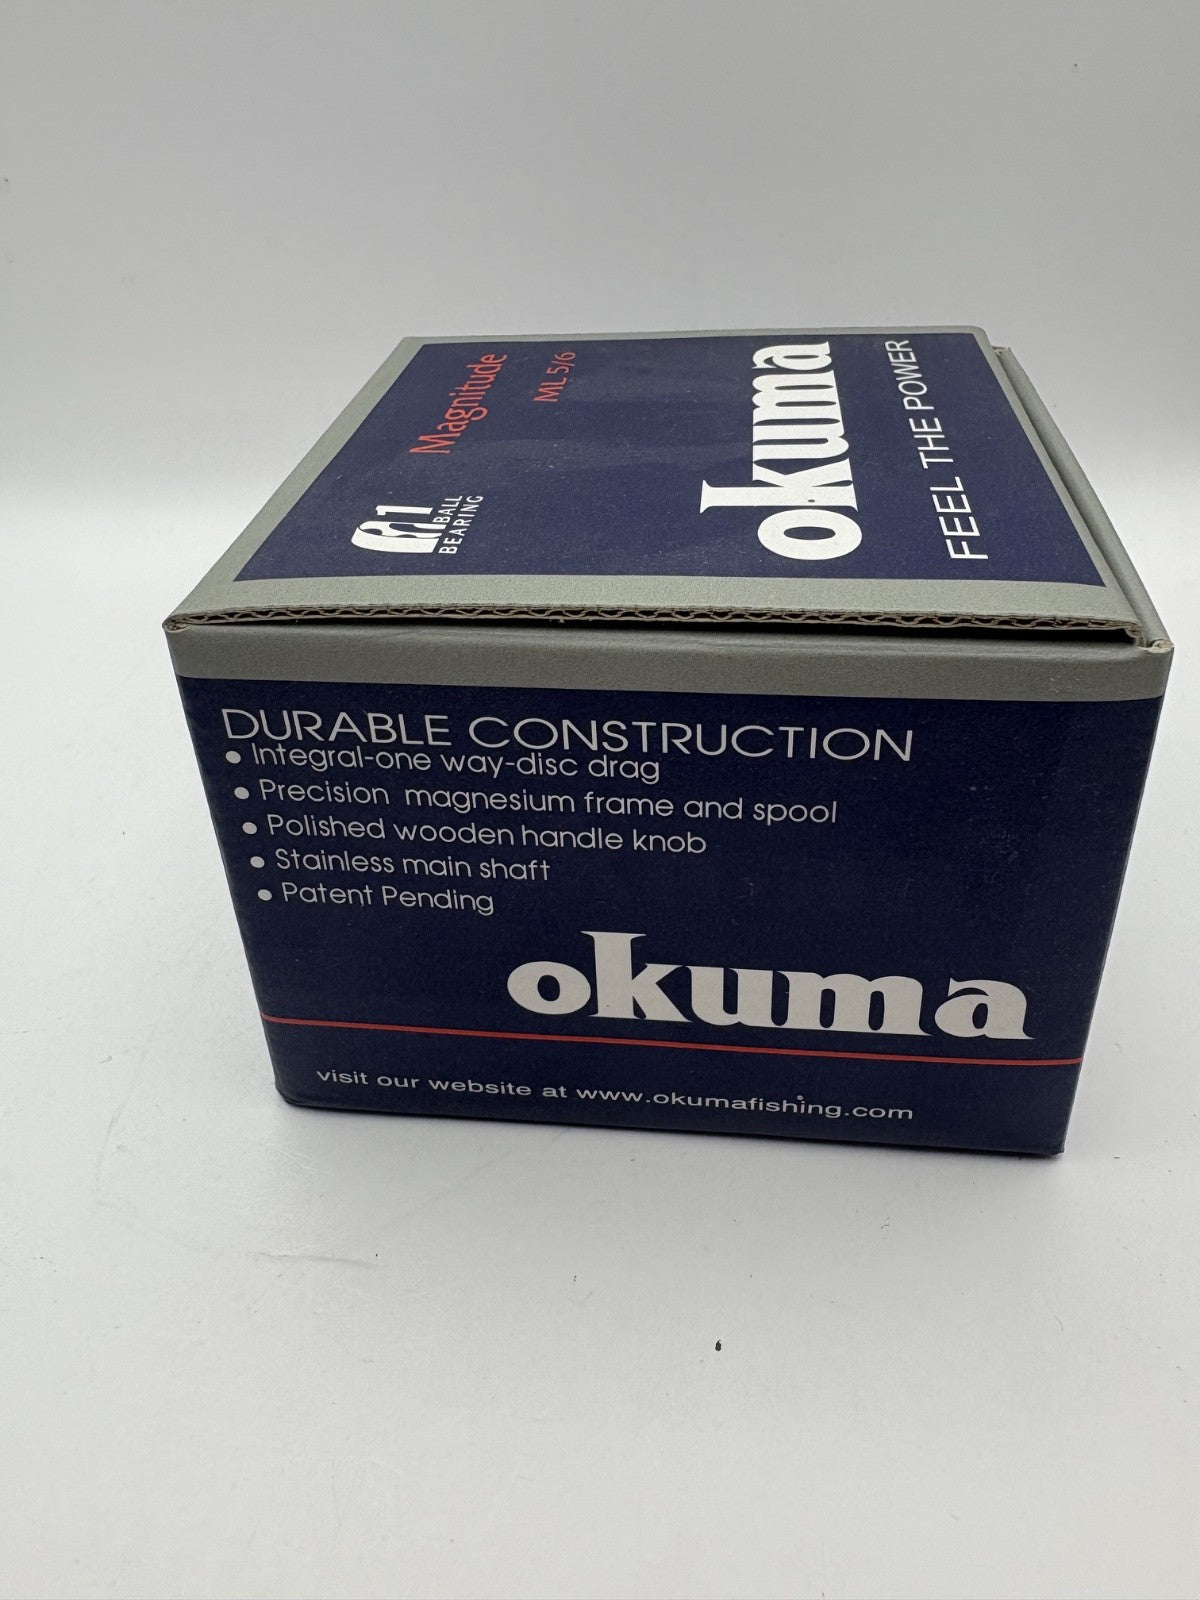 Magnitude
ML 5/6
1
BALL
BEARING
okuma
FEEL THE POWER
DURABLE CONSTRUCTION
• Integral-one way-disc drag
• Precision magnesium frame and spool
• Polished wooden handle knob
• Stainless main shaft
• Patent Pending
okuma
visit our website at www.okumafishing.com